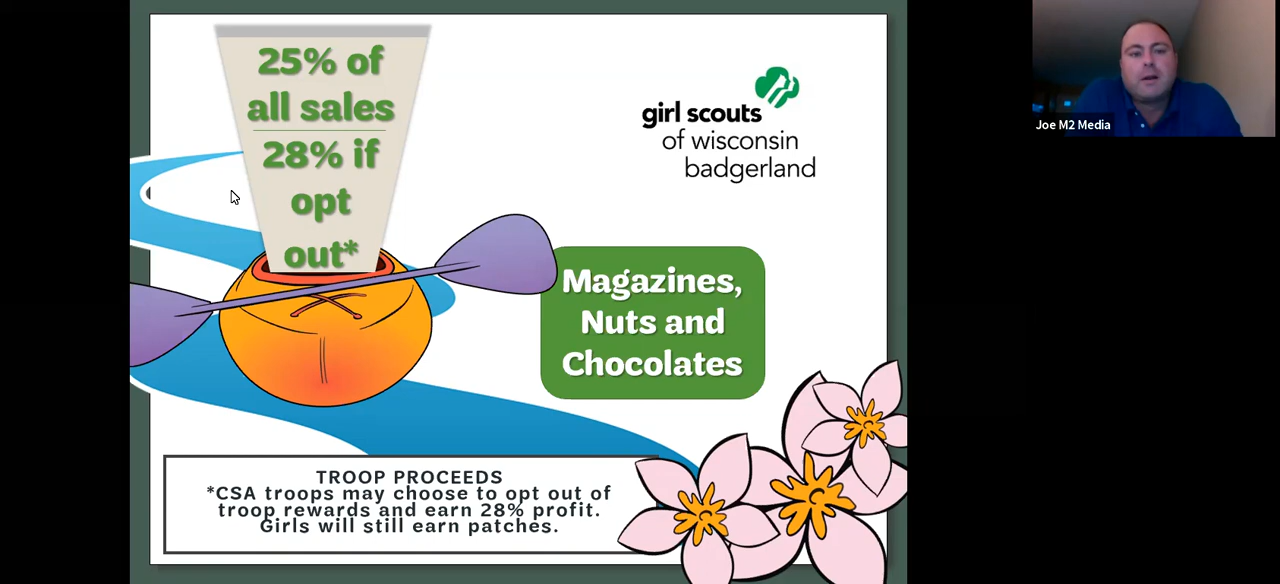 25% of
all sales
28% if
opt
out*
girl scouts
of wisconsin
badgerland
Joe M2 Media
Magazines,
Nuts and
Chocolates
TROOP PROCEEDS
*CSA troops may choose to opt out of
troop rewards and earn 28% profit.
Girls will still earn patches.